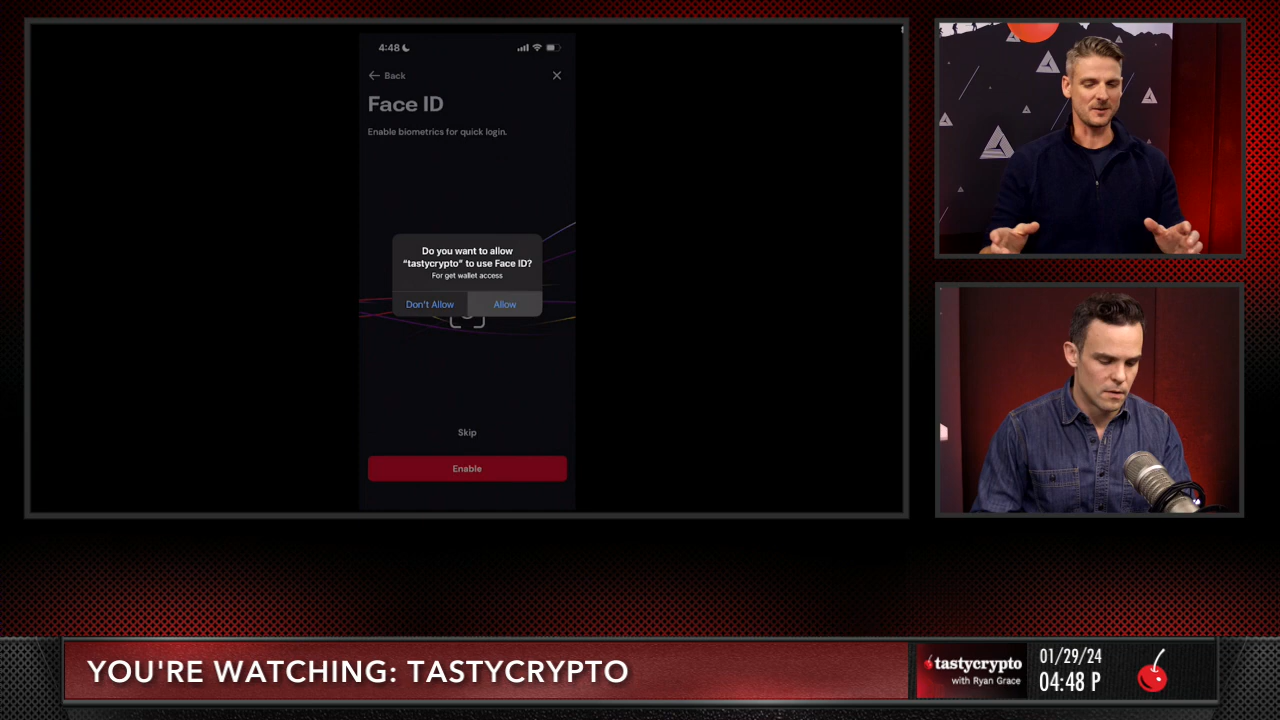 4:48
Back
Face ID
Enable biometrics for quick login.
Do you want to allow
“tastycrypto” to use Face ID?
For get wallet access
Don't Allow
Allow
Skip
Enable
YOU'RE WATCHING: TASTYCRYPTO
tastycrypto
with Ryan Grace
01/29/24
04:48 P